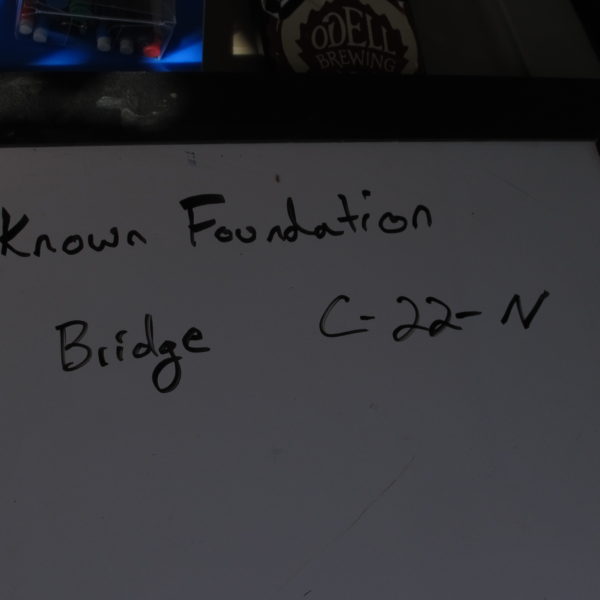 ODELL
BREWING
Known Foundation
Bridge C-22-N